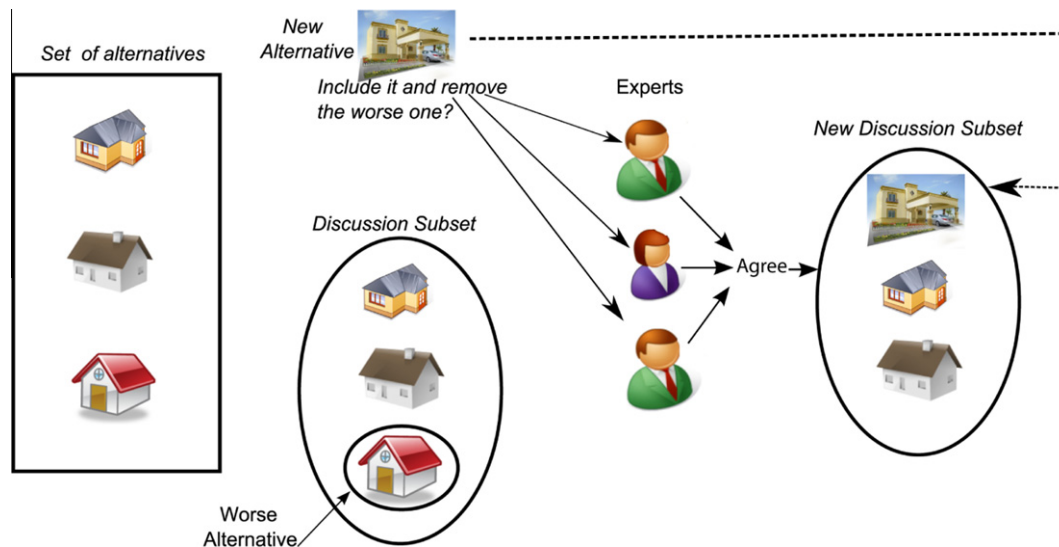 Set of alternatives
New
Alternative
Include it and remove
the worse one?
Experts
New Discussion Subset
Discussion Subset
Agree
Worse
Alternative